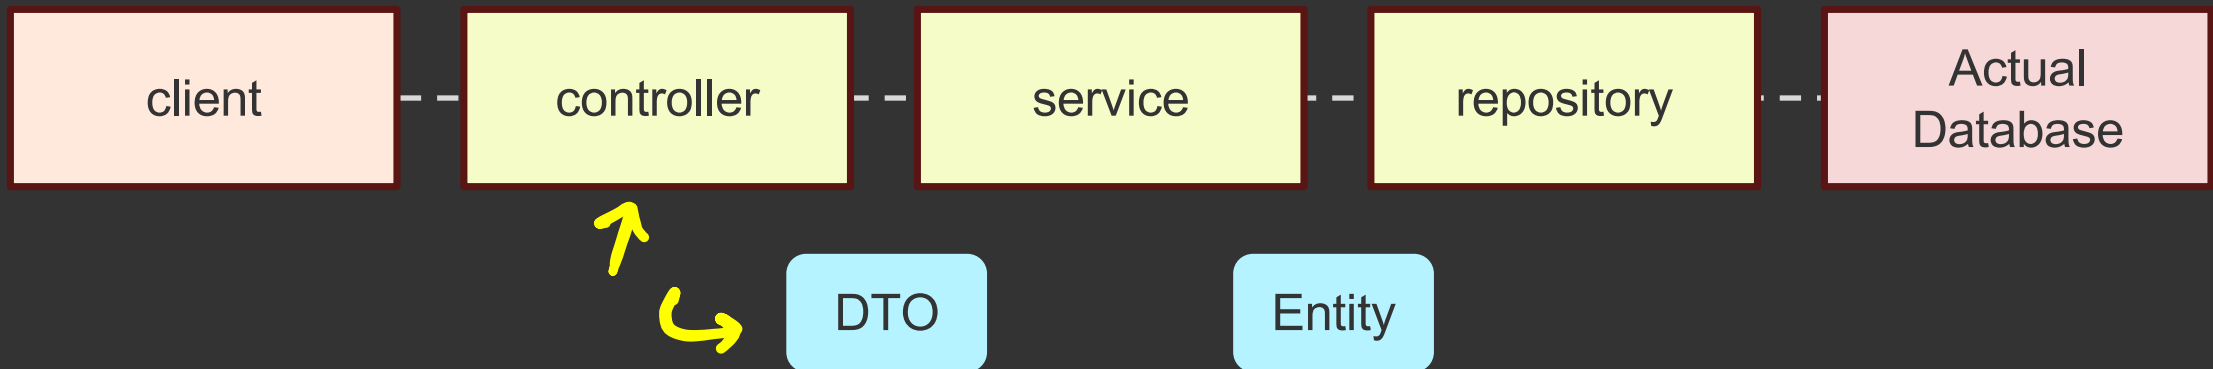 client
controller
service
repository
Actual
Database
DTO
Entity